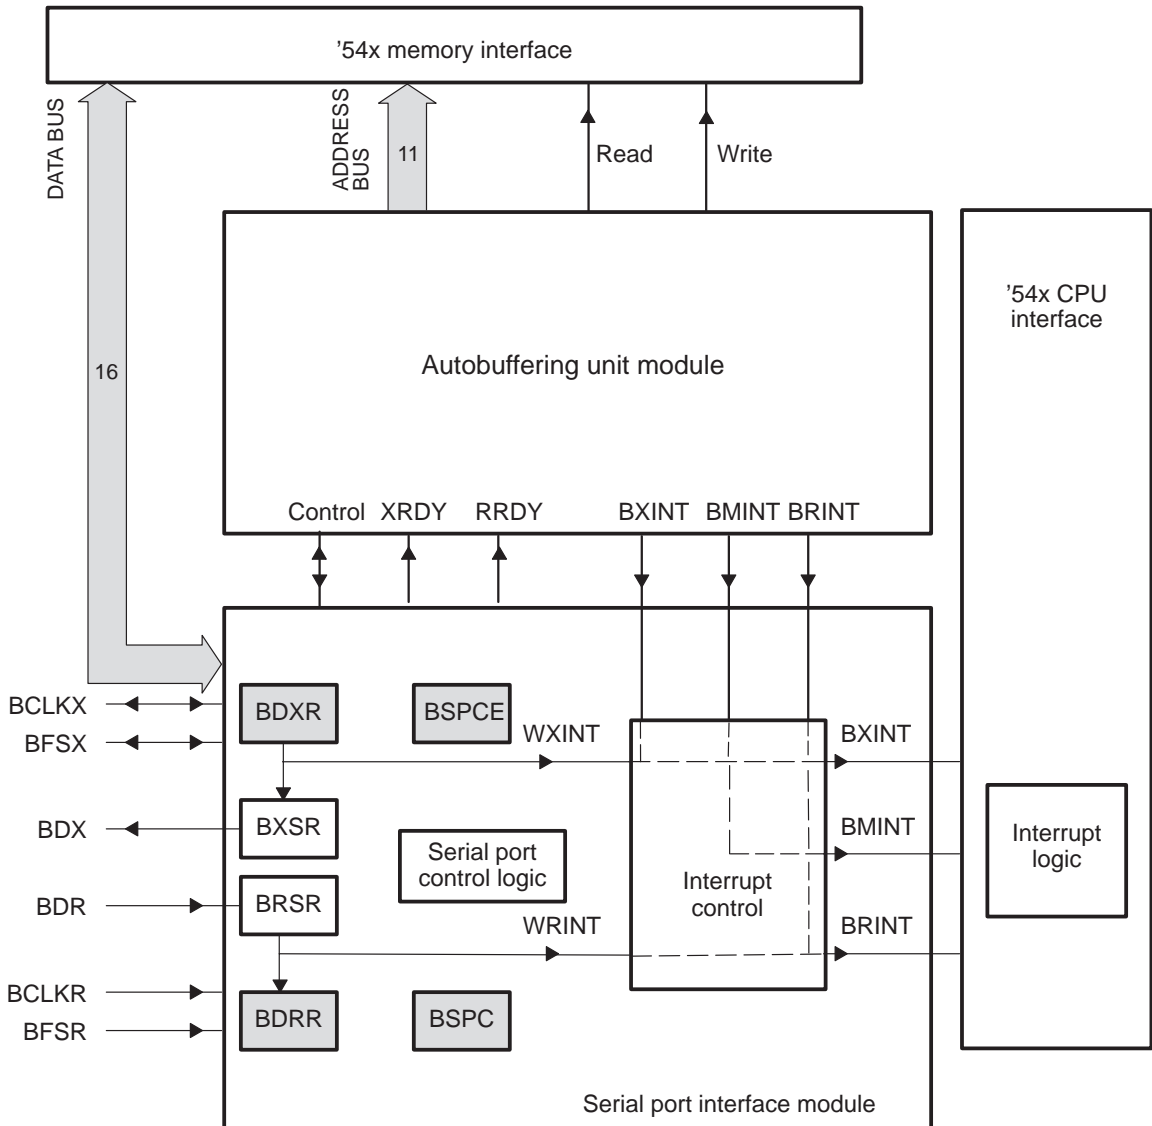 ’54x memory interface
DATA BUS
ADDRESS
BUS
11
Read
Write
16
’54x CPU
interface
Autobuffering unit module
Control XRDY RRDY BXINT BMINT BRINT
BCLKX
BDXR
BSPCE
BFSX
WXINT
BXINT
BDX
BXSR
Serial port
control logic
BMINT
Interrupt
logic
BDR
BRSR
Interrupt
control
WRINT
BRINT
BCLKR
BDRR
BSPC
BFSR
Serial port interface module